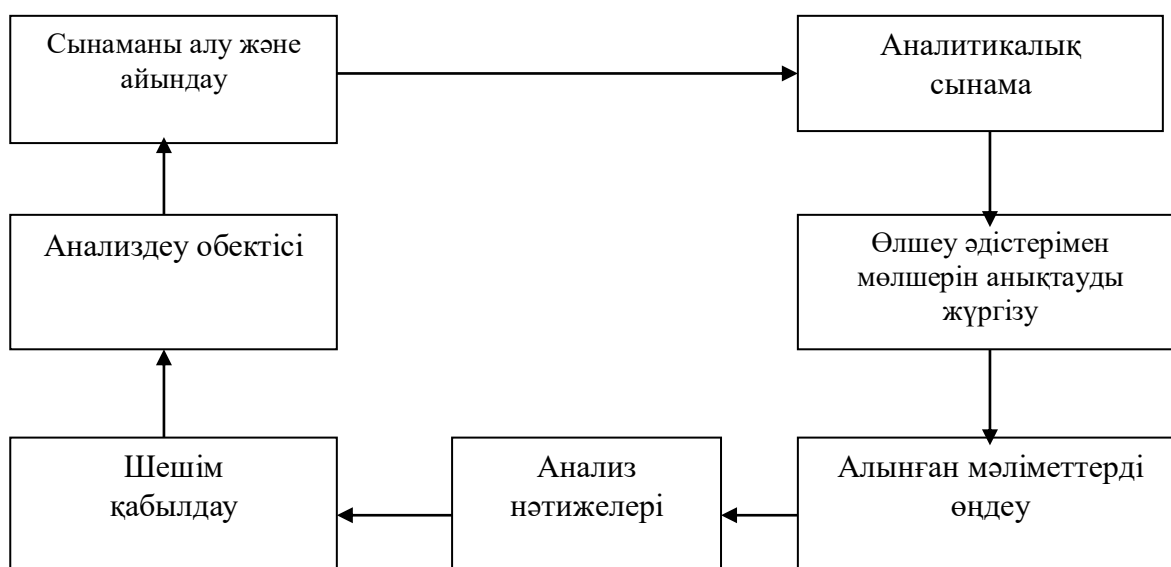 Сынаманы алу және
айындау
Аналитикалық
сынама
Анализдеу обектісі
Өлшеу әдістерімен
мөлшерін анықтауды
жүргізу
Шешім
қабылдау
Анализ
нәтижелері
Алынған мәліметтерді
өңдеу